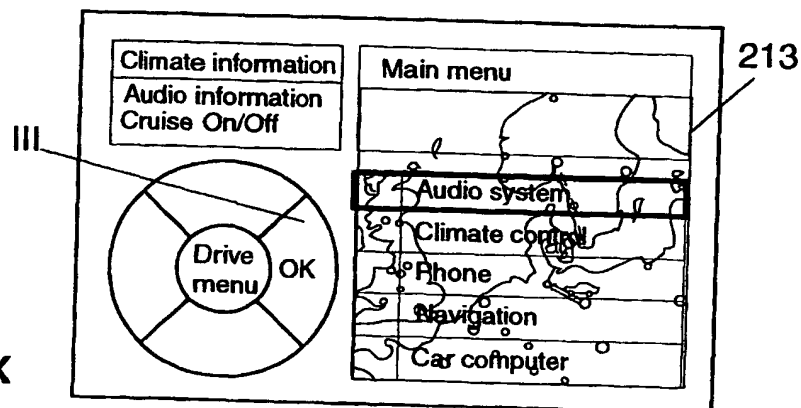 Climate information
Audio information
Cruise On/Off
Main menu
213
III
Audio system
Climate control
Phone
Navigation
Car computer
Drive
menu
OK
X